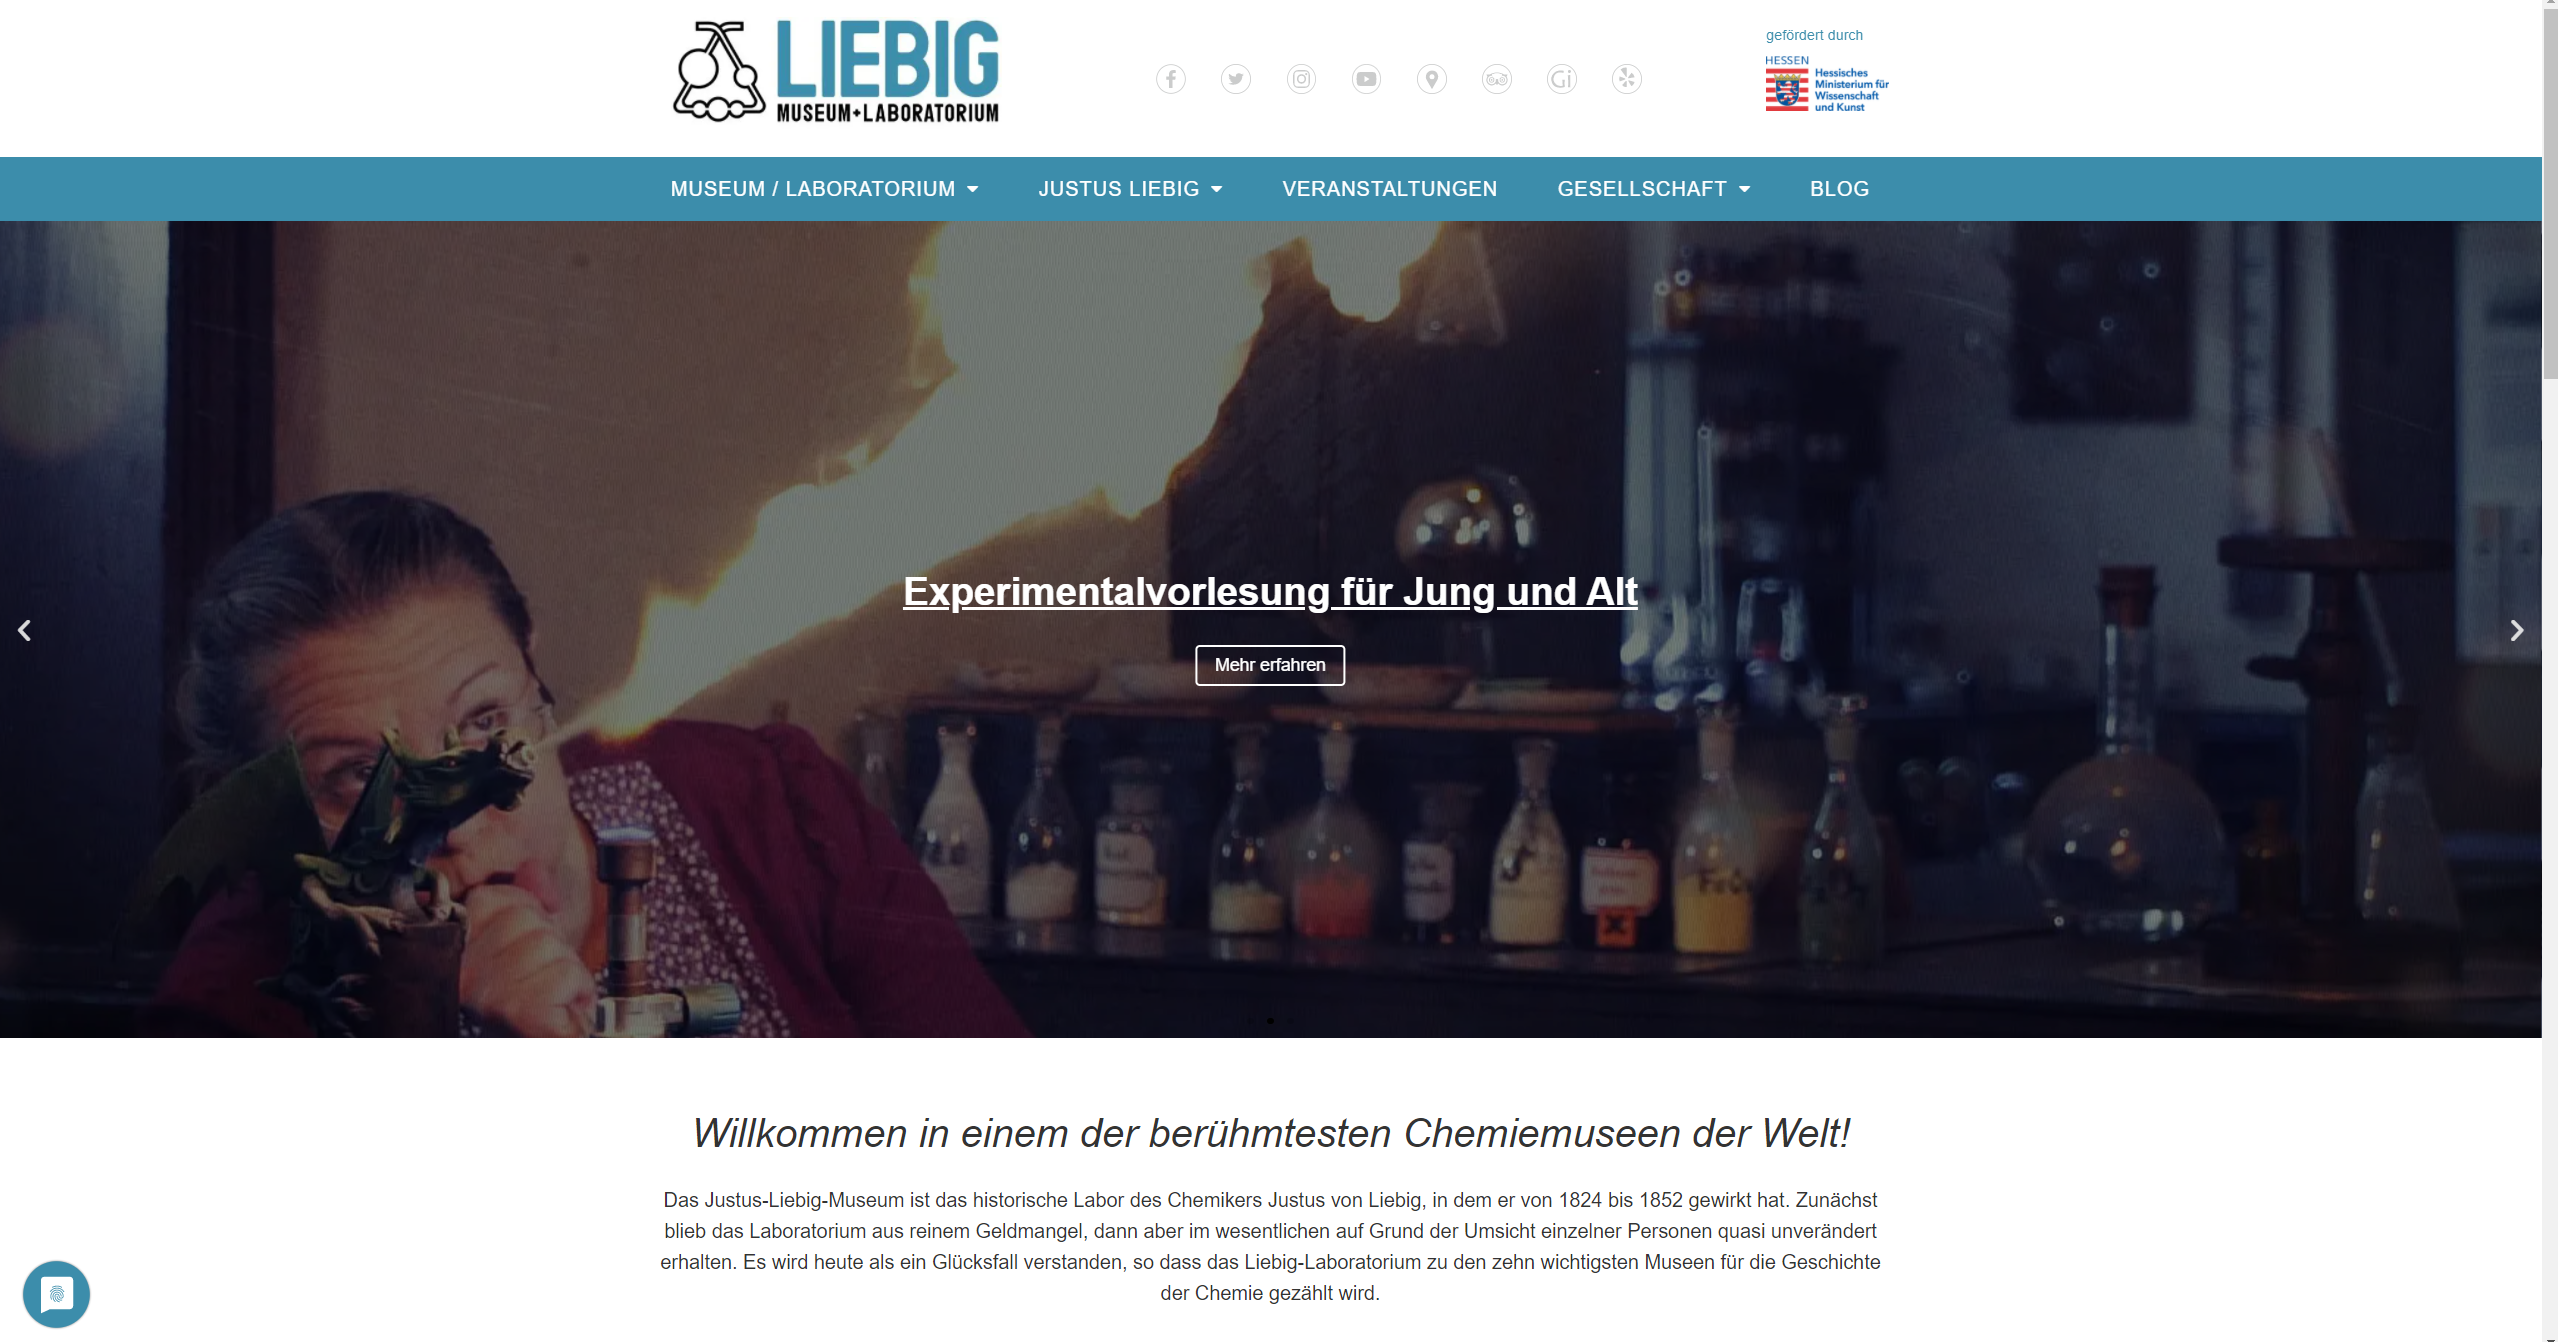 LIEBIG
MUSEUM+LABORATORIUM
gefördert durch
HESSEN
Hessisches
Ministerium für
Wissenschaft
und Kunst
MUSEUM / LABORATORIUM
JUSTUS LIEBIG
VERANSTALTUNGEN
GESELLSCHAFT
BLOG
Experimentalvorlesung für Jung und Alt
Mehr erfahren
Willkommen in einem der berühmtesten Chemiemuseen der Welt!
Das Justus-Liebig-Museum ist das historische Labor des Chemikers Justus von Liebig, in dem er von 1824 bis 1852 gewirkt hat. Zunächst
blieb das Laboratorium aus reinem Geldmangel, dann aber im wesentlichen auf Grund der Umsicht einzelner Personen quasi unverändert
erhalten. Es wird heute als ein Glücksfall verstanden, so dass das Liebig-Laboratorium zu den zehn wichtigsten Museen für die Geschichte
der Chemie gezählt wird.